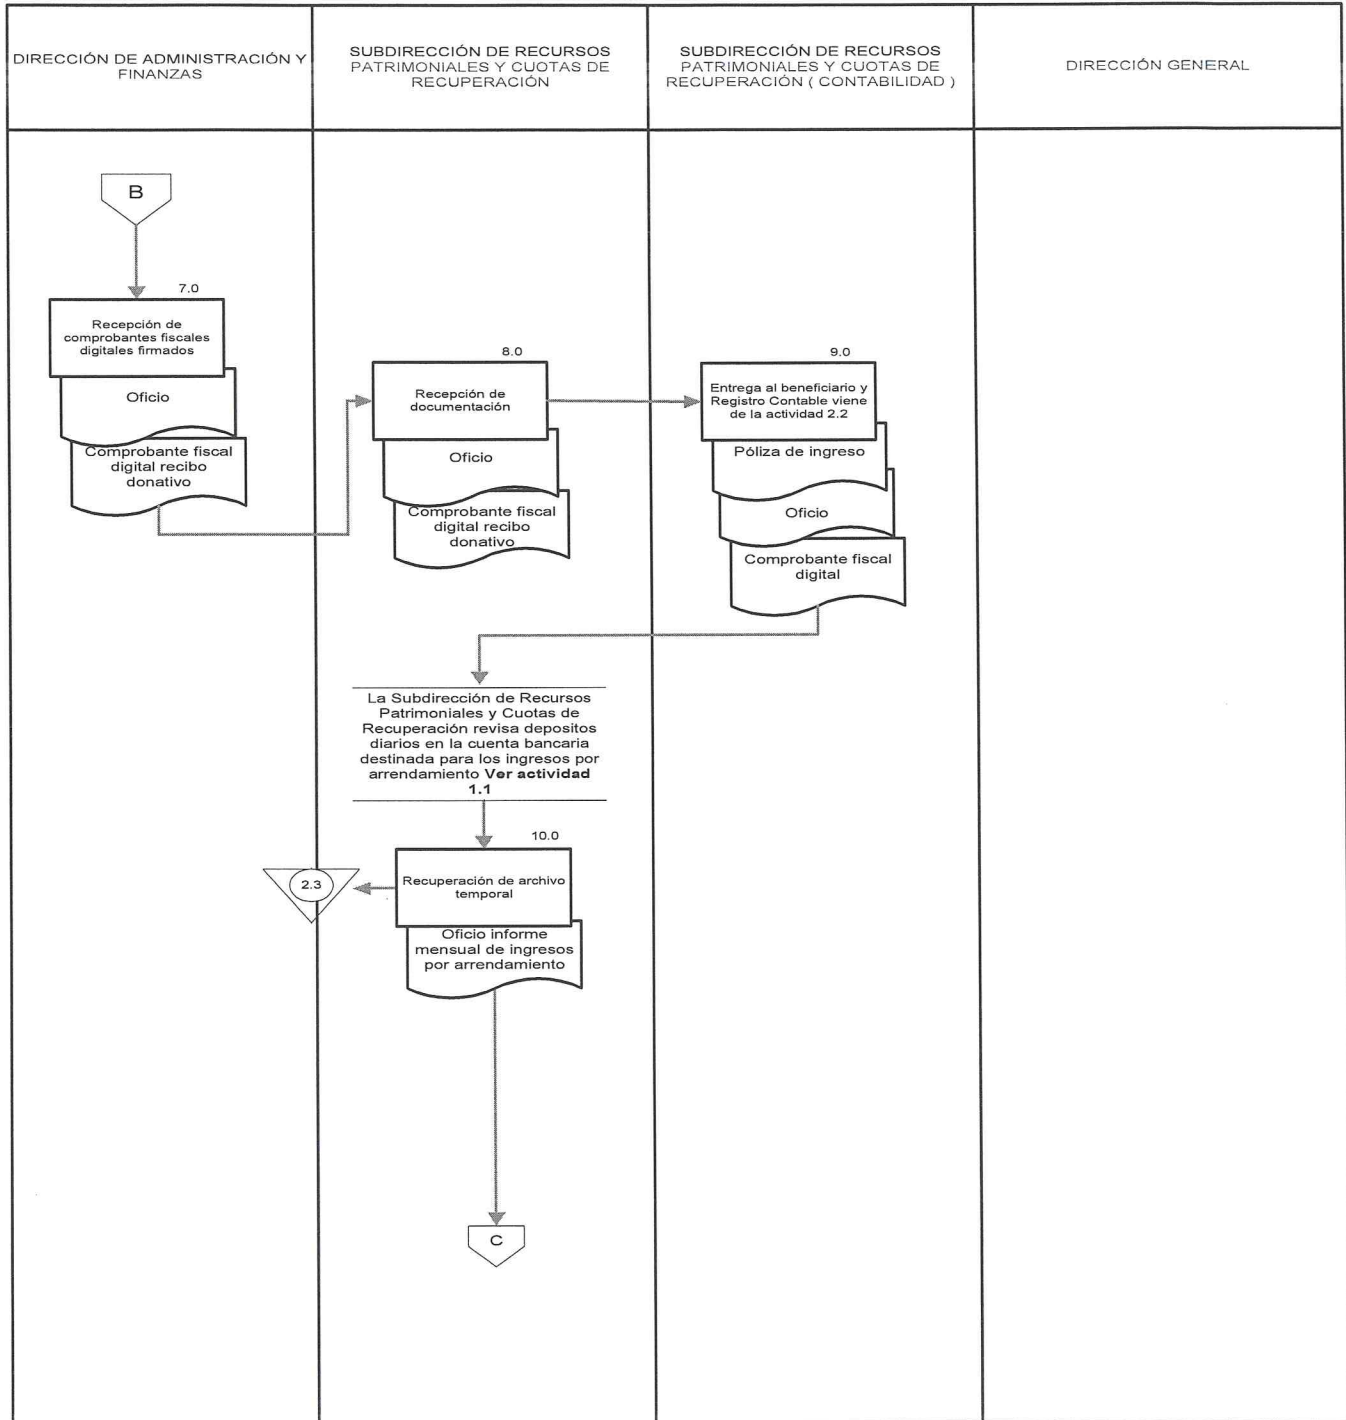 DIRECCIÓN DE ADMINISTRACIÓN Y
FINANZAS
SUBDIRECCIÓN DE RECURSOS
PATRIMONIALES Y CUOTAS DE
RECUPERACIÓN
SUBDIRECCIÓN DE RECURSOS
PATRIMONIALES Y CUOTAS DE
RECUPERACIÓN ( CONTABILIDAD )
DIRECCIÓN GENERAL
B
7.0
Recepción de
comprobantes fiscales
digitales firmados
Oficio
Comprobante fiscal
digital recibo
donativo
8.0
Recepción de
documentación
Oficio
Comprobante fiscal
digital recibo
donativo
9.0
Entrega al beneficiario y
Registro Contable viene
de la actividad 2.2
Póliza de ingreso
Oficio
Comprobante fiscal
digital
La Subdirección de Recursos
Patrimoniales y Cuotas de
Recuperación revisa depositos
diarios en la cuenta bancaria
destinada para los ingresos por
arrendamiento Ver actividad
1.1
10.0
Recuperación de archivo
temporal
2.3
Oficio informe
mensual de ingresos
por arrendamiento
C